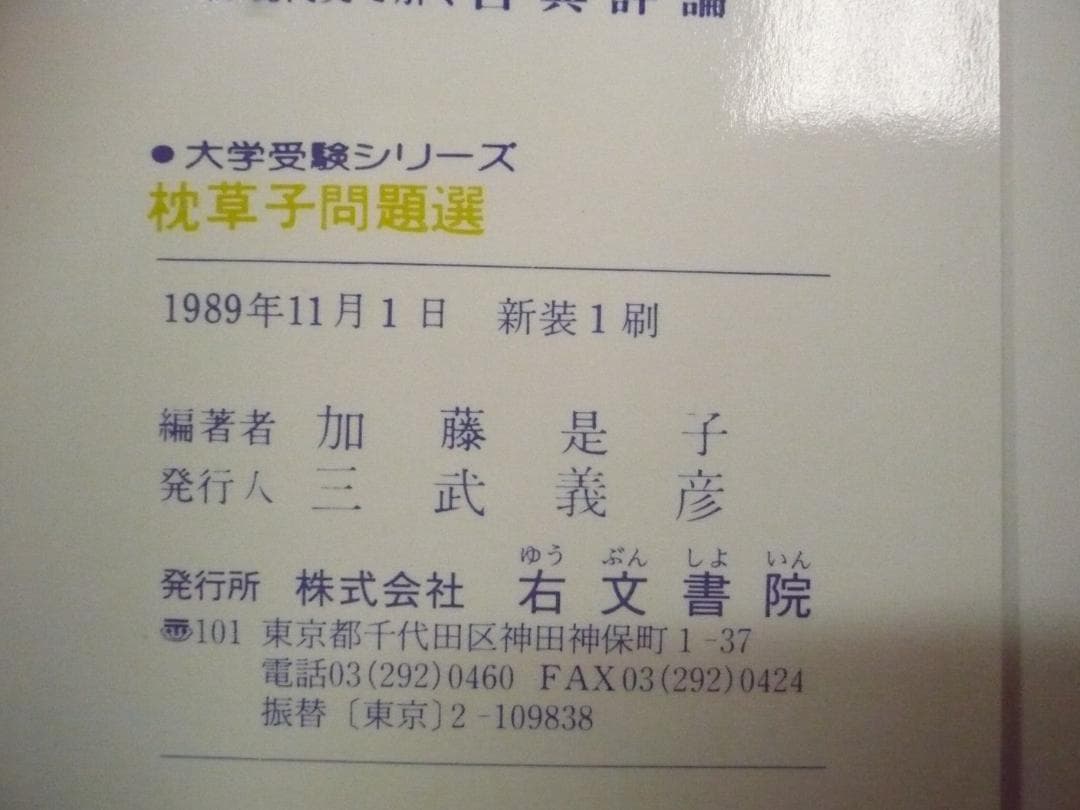 古典評論
●大学受験シリーズ
枕草子問題選
1989年11月1日 新装1刷
編著者 加藤是子
発行人 三武義彦
ゆう ぶん しよ いん
発行所 株式会社 右文書院
〠101 東京都千代田区神田神保町1-37
電話03(292)0460 FAX03(292)0424
振替〔東京〕2-109838